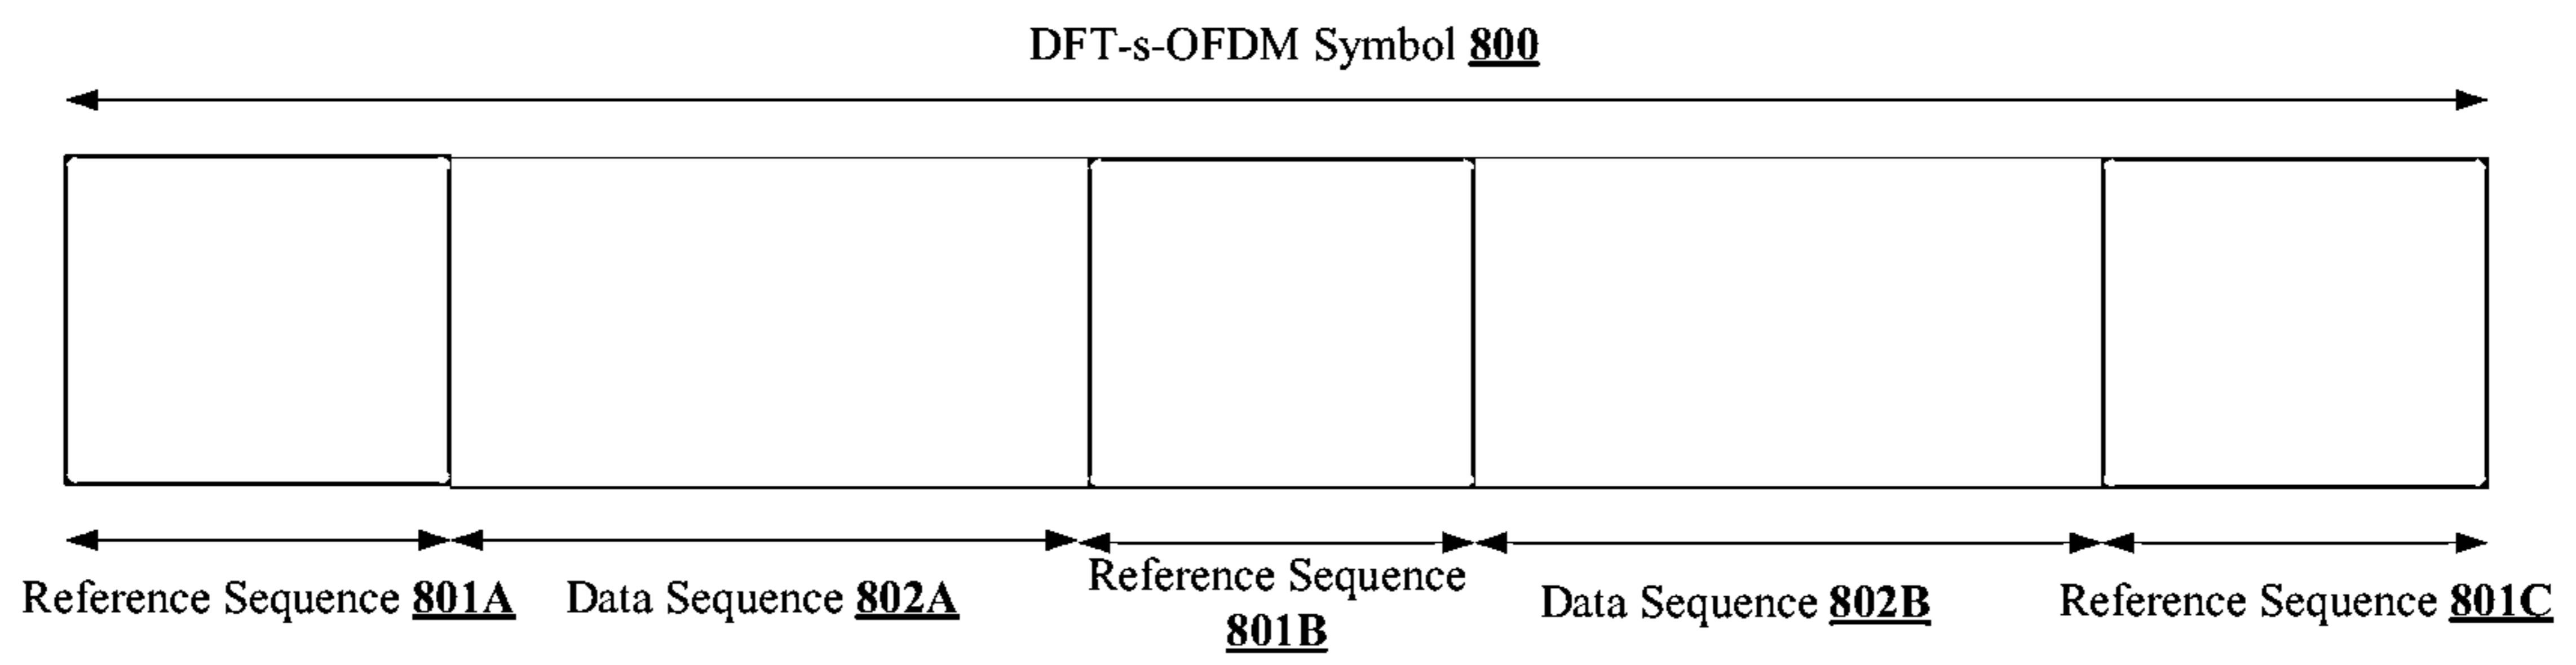 DFT-s-OFDM Symbol 800
Reference Sequence 801A
Data Sequence 802A
Reference Sequence
801B
Data Sequence 802B
Reference Sequence 801C